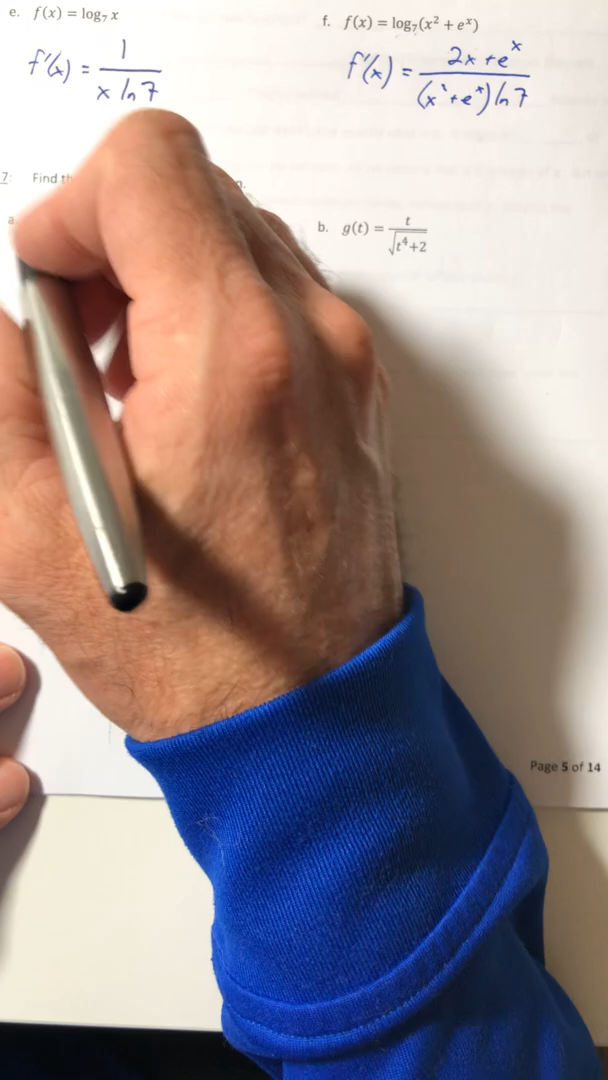 e. f(x) = log₇ x
f'(x) = 1 / (x ln 7)
f. f(x) = log₇(x² + eˣ)
f'(x) = (2x + eˣ) / ((x² + eˣ) ln 7)
7: Find
a
b. g(t) = t / √(t⁴+2)
Page 5 of 14